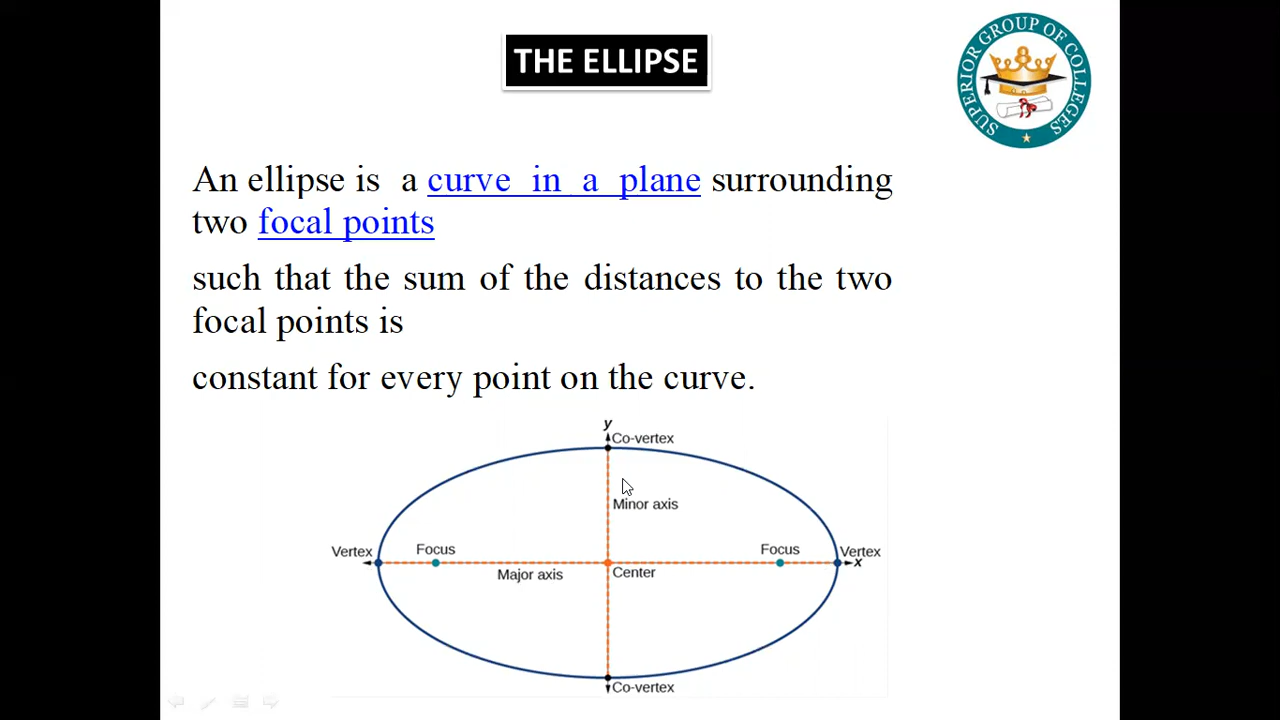 THE ELLIPSE
SUPERIOR GROUP OF COLLEGES
An ellipse is a curve in a plane surrounding
two focal points
such that the sum of the distances to the two
focal points is
constant for every point on the curve.
y
Co-vertex
Minor axis
Vertex
Focus
Focus
Vertex
x
Major axis
Center
Co-vertex